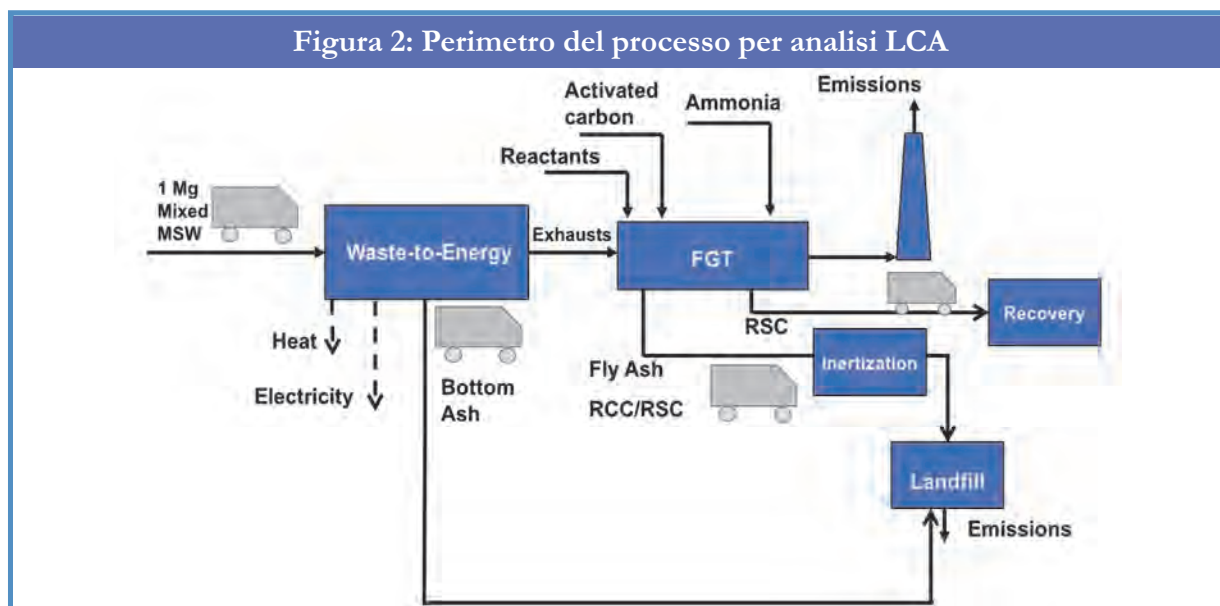 Figura 2: Perimetro del processo per analisi LCA
Emissions
Activated
carbon
Ammonia
Reactants
1 Mg
Mixed
MSW
Waste-to-Energy
Exhausts
FGT
Heat
Electricity
Bottom
Ash
RSC
Recovery
Fly Ash
RCC/RSC
Inertization
Landfill
Emissions